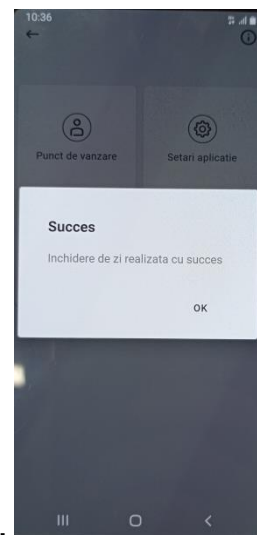 10:36
Punct de vanzare
Setari aplicatie
Succes
Inchidere de zi realizata cu succes
OK